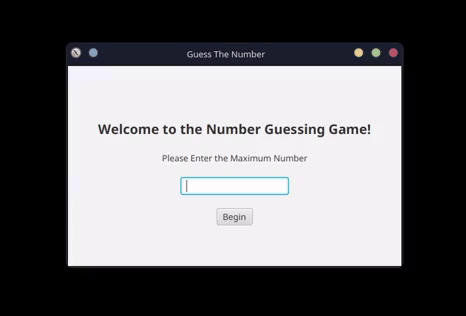 Guess The Number
Welcome to the Number Guessing Game!
Please Enter the Maximum Number
Begin